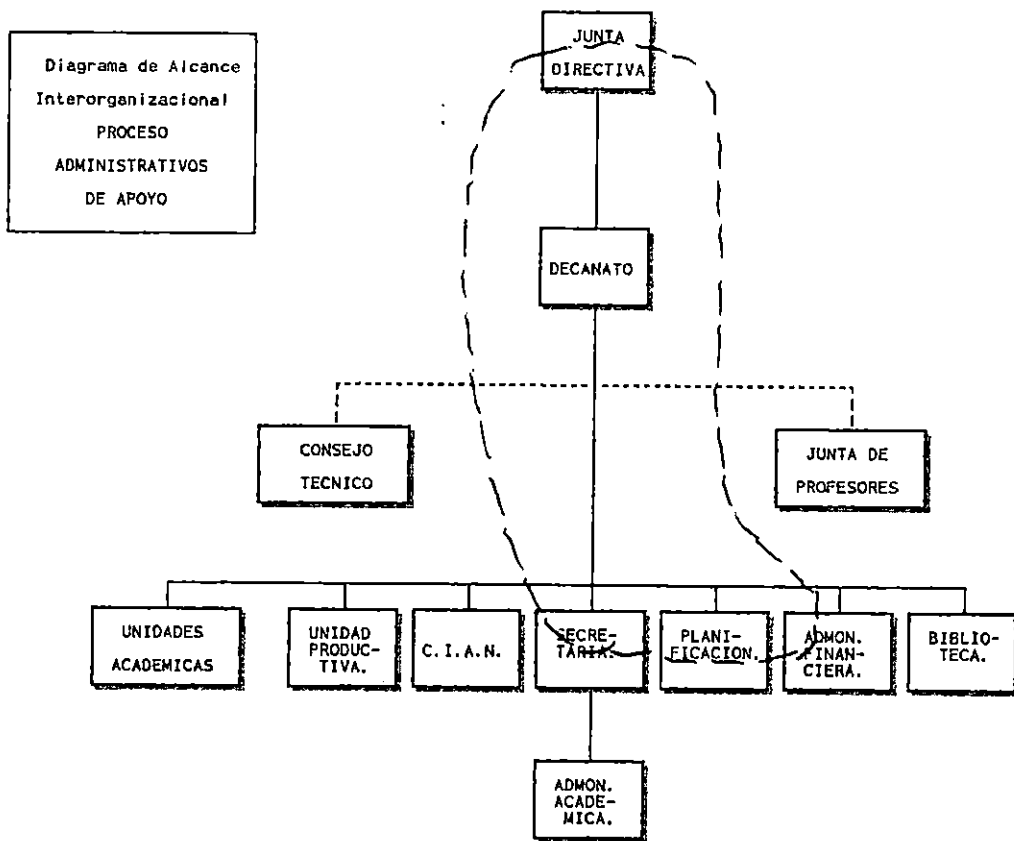 Diagrama de Alcance
Interorganizacional
PROCESO
ADMINISTRATIVOS
DE APOYO
JUNTA
DIRECTIVA
DECANATO
CONSEJO
TECNICO
JUNTA DE
PROFESORES
UNIDADES
ACADEMICAS
UNIDAD
PRODUC-
TIVA.
C.I.A.N.
SECRE-
TARIA.
PLANI-
FICACION.
ADMON.
FINAN-
CIERA.
BIBLIO-
TECA.
ADMON.
ACADE-
MICA.